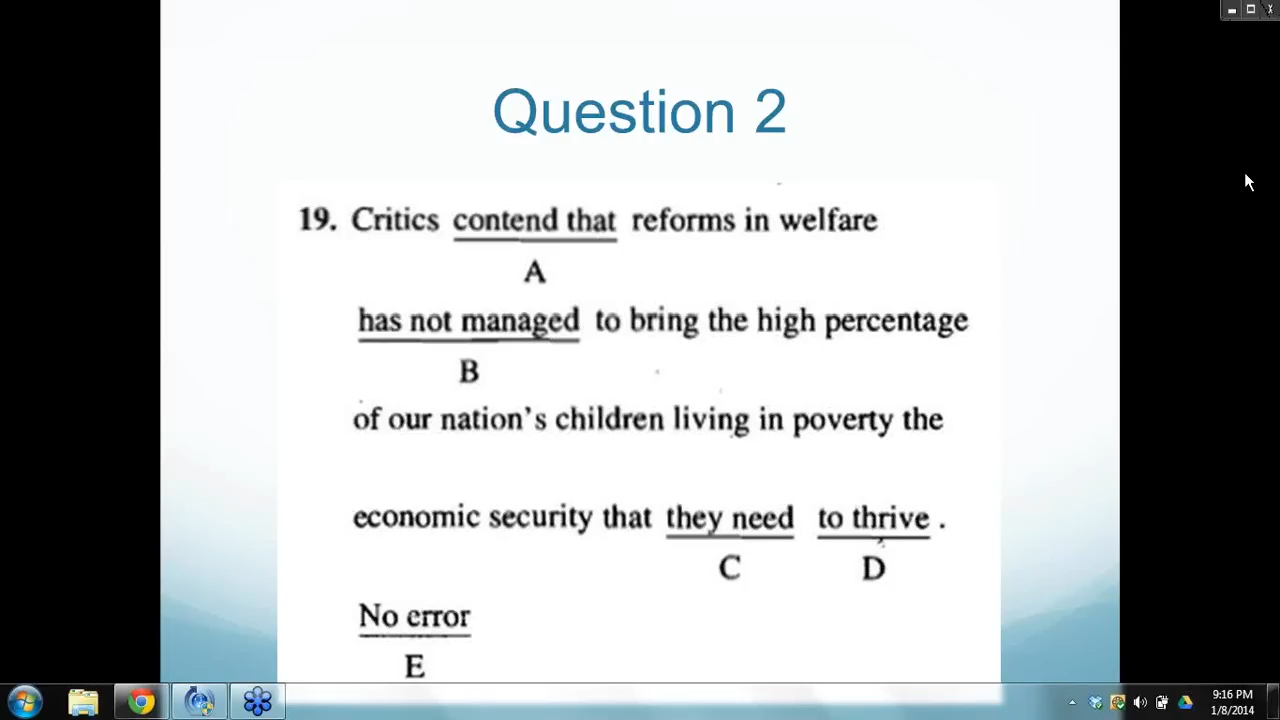 Question 2
19. Critics contend that reforms in welfare
A
has not managed to bring the high percentage
B
of our nation's children living in poverty the
economic security that they need to thrive .
C D
No error
E
9:16 PM
1/8/2014